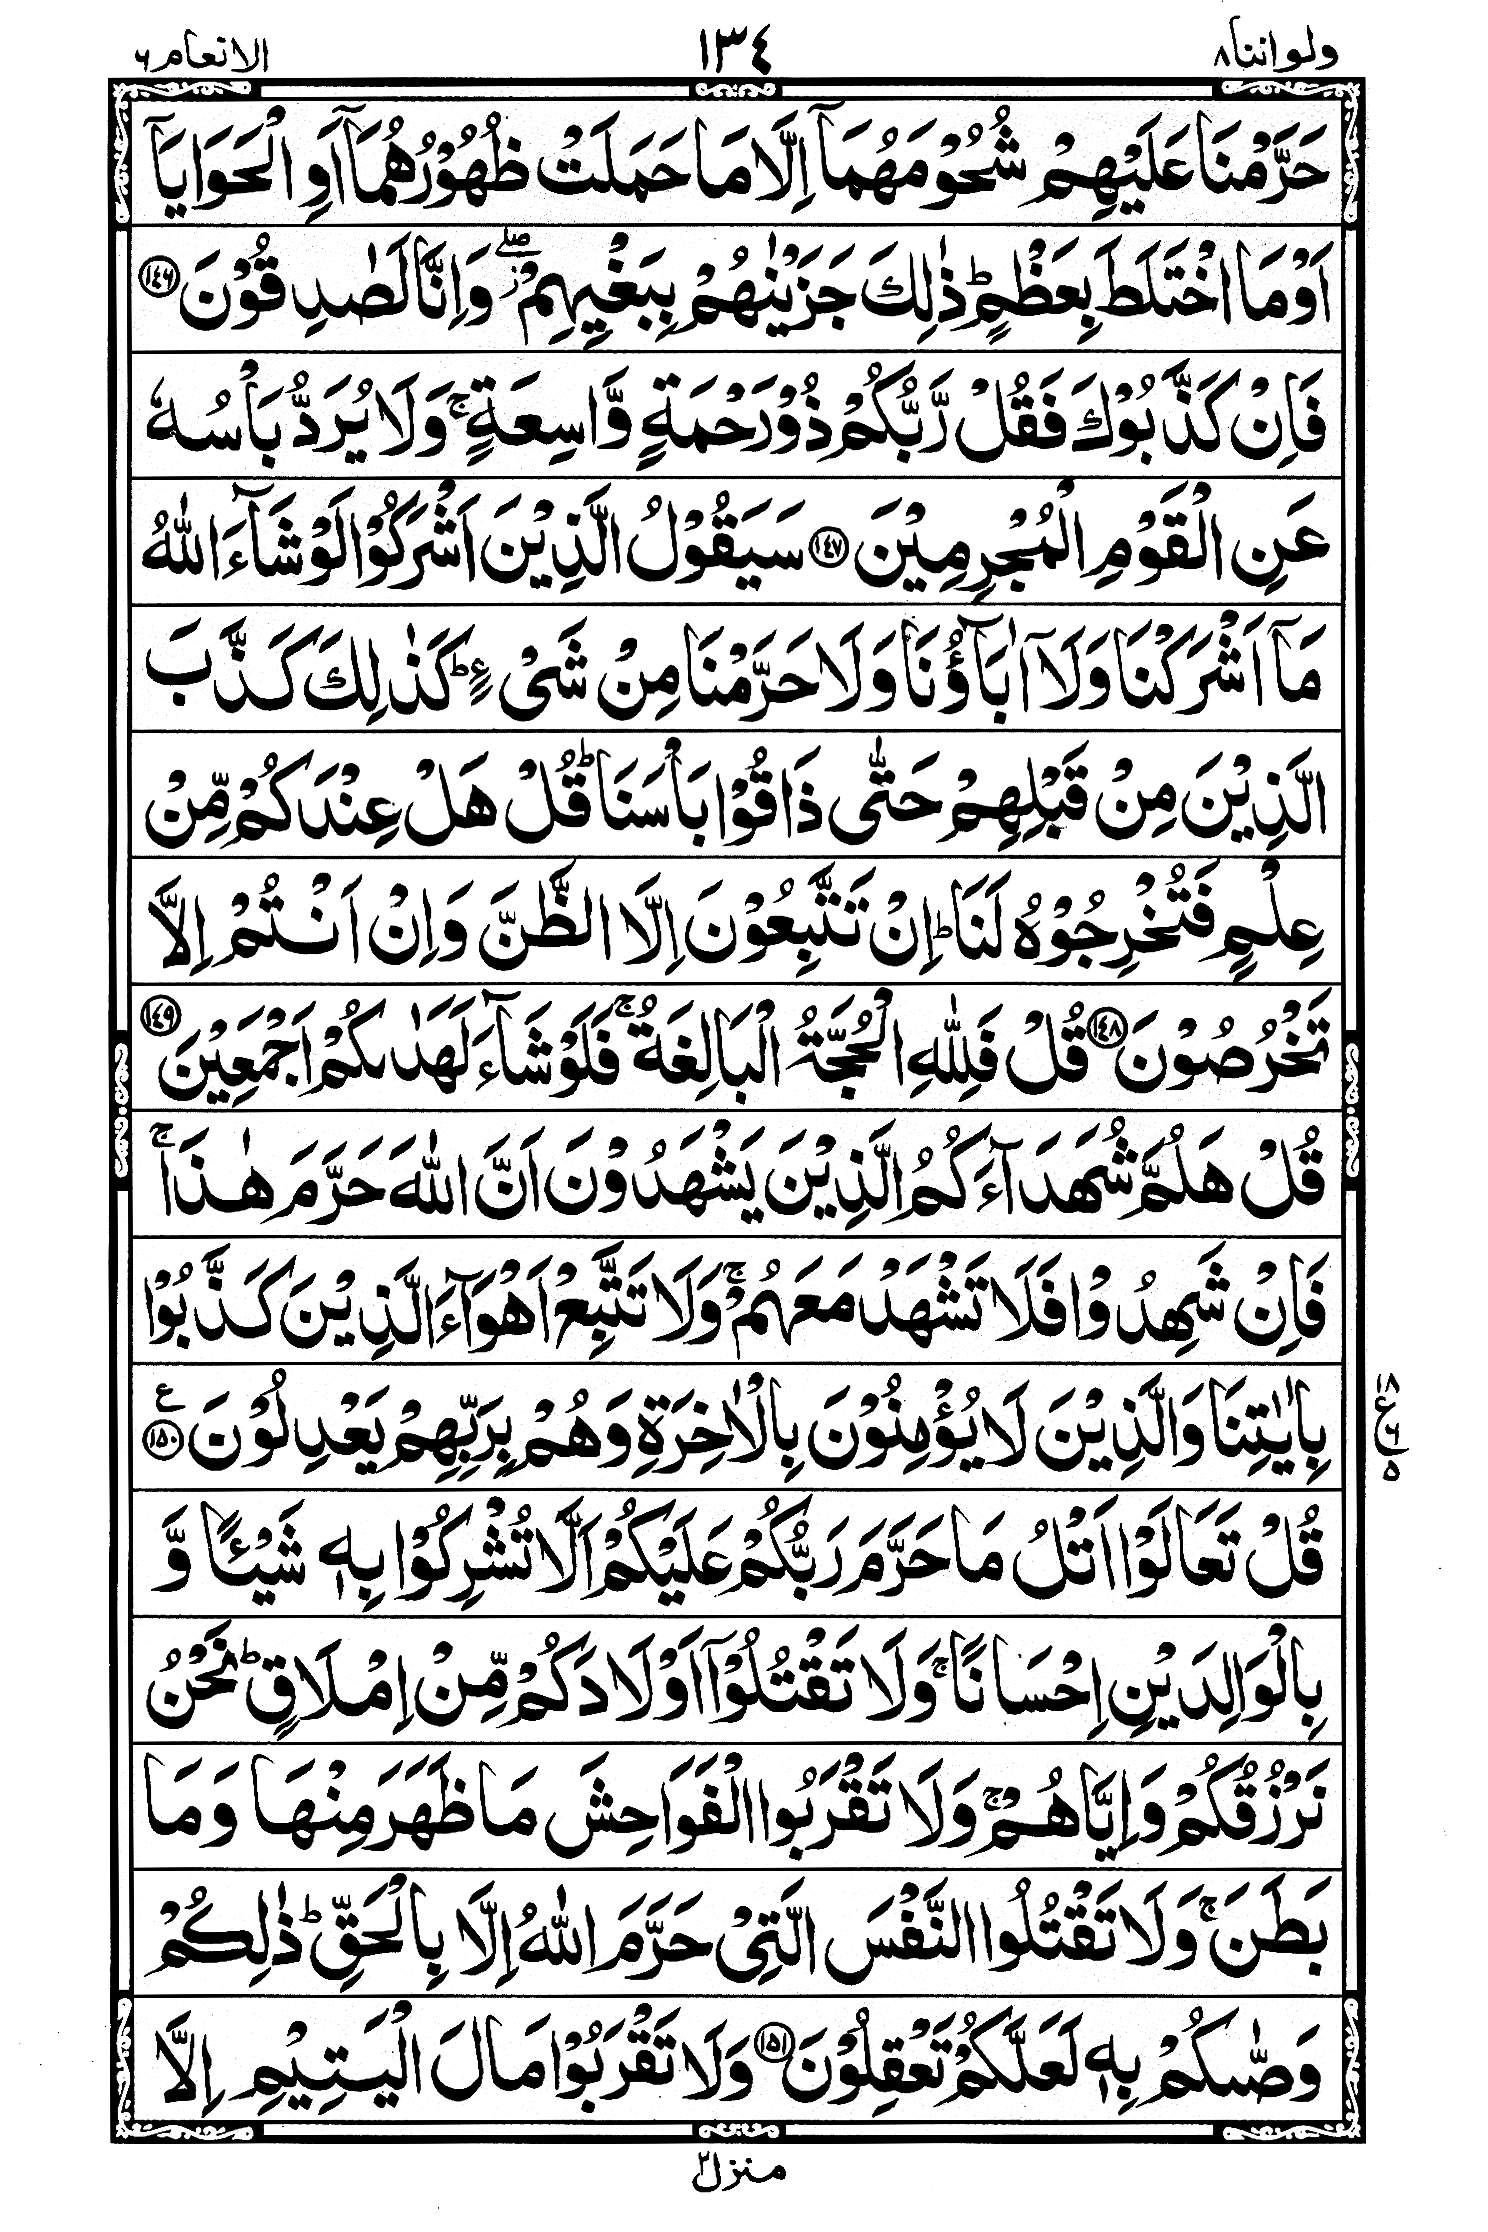 ولواننا ٨
١٣٤
الانعام ٦
حَرَّمْنَا عَلَيْهِمْ شُحُوْمَهُمَاۤ اِلَّا مَا حَمَلَتْ ظُهُوْرُهُمَاۤ اَوِ الْحَوَايَاۤ
اَوْ مَا اخْتَلَطَ بِعَظْمٍ ؕ ذٰلِكَ جَزَيْنٰهُمْ بِبَغْيِهِمْ ۖؗ وَاِنَّا لَصٰدِقُوْنَ ﴿١٤٦﴾
فَاِنْ كَذَّبُوْكَ فَقُلْ رَّبُّكُمْ ذُوْ رَحْمَةٍ وَّاسِعَةٍ ۚ وَلَا يُرَدُّ بَاْسُهٗ
عَنِ الْقَوْمِ الْمُجْرِمِيْنَ ﴿١٤٧﴾ سَيَقُوْلُ الَّذِيْنَ اَشْرَكُوْا لَوْ شَآءَ اللّٰهُ
مَاۤ اَشْرَكْنَا وَلَاۤ اٰبَآؤُنَا وَلَا حَرَّمْنَا مِنْ شَىْءٍ ؕ كَذٰلِكَ كَذَّبَ
الَّذِيْنَ مِنْ قَبْلِهِمْ حَتّٰى ذَاقُوْا بَاْسَنَا ؕ قُلْ هَلْ عِنْدَكُمْ مِّنْ
عِلْمٍ فَتُخْرِجُوْهُ لَنَا ؕ اِنْ تَتَّبِعُوْنَ اِلَّا الظَّنَّ وَاِنْ اَنْتُمْ اِلَّا
تَخْرُصُوْنَ ﴿١٤٨﴾ قُلْ فَلِلّٰهِ الْحُجَّةُ الْبَالِغَةُ ۚ فَلَوْ شَآءَ لَهَدٰىكُمْ اَجْمَعِيْنَ ﴿١٤٩﴾
قُلْ هَلُمَّ شُهَدَآءَكُمُ الَّذِيْنَ يَشْهَدُوْنَ اَنَّ اللّٰهَ حَرَّمَ هٰذَا ۚ
فَاِنْ شَهِدُوْا فَلَا تَشْهَدْ مَعَهُمْ ۚ وَلَا تَتَّبِعْ اَهْوَآءَ الَّذِيْنَ كَذَّبُوْا
بِاٰيٰتِنَا وَالَّذِيْنَ لَا يُؤْمِنُوْنَ بِالْاٰخِرَةِ وَهُمْ بِرَبِّهِمْ يَعْدِلُوْنَ ﴿١٥٠﴾ ع
١٨
ع ٦
٥
قُلْ تَعَالَوْا اَتْلُ مَا حَرَّمَ رَبُّكُمْ عَلَيْكُمْ اَلَّا تُشْرِكُوْا بِهٖ شَيْـًٔا وَّ
بِالْوَالِدَيْنِ اِحْسَانًا ۚ وَلَا تَقْتُلُوْۤا اَوْلَادَكُمْ مِّنْ اِمْلَاقٍ ؕ نَحْنُ
نَرْزُقُكُمْ وَاِيَّاهُمْ ۚ وَلَا تَقْرَبُوا الْفَوَاحِشَ مَا ظَهَرَ مِنْهَا وَمَا
بَطَنَ ۚ وَلَا تَقْتُلُوا النَّفْسَ الَّتِىْ حَرَّمَ اللّٰهُ اِلَّا بِالْحَقِّ ؕ ذٰلِكُمْ
وَصّٰىكُمْ بِهٖ لَعَلَّكُمْ تَعْقِلُوْنَ ﴿١٥١﴾ وَلَا تَقْرَبُوْا مَالَ الْيَتِيْمِ اِلَّا
منزل ٢